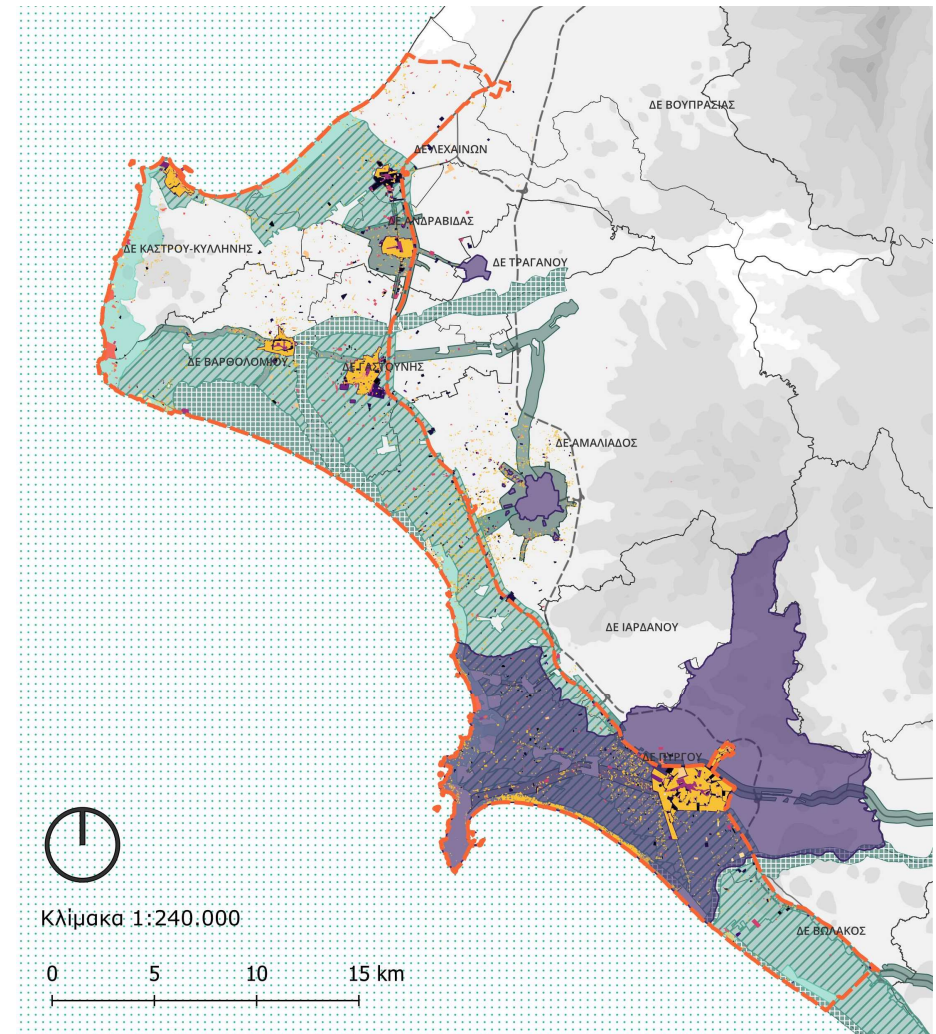 ΔΕ ΒΟΥΠΡΑΣΙΑΣ
ΔΕ ΛΕΧΑΙΝΩΝ
ΔΕ ΑΝΔΡΑΒΙΔΑΣ
ΔΕ ΚΑΣΤΡΟΥ-ΚΥΛΛΗΝΗΣ
ΔΕ ΤΡΑΓΑΝΟΥ
ΔΕ ΒΑΡΘΟΛΟΜΙΟΥ
ΔΕ ΓΑΣΤΟΥΝΗΣ
ΔΕ ΑΜΑΛΙΑΔΟΣ
ΔΕ ΙΑΡΔΑΝΟΥ
ΔΕ ΠΥΡΓΟΥ
Κλίμακα 1:240.000
ΔΕ ΒΩΛΑΚΟΣ
0 5 10 15 km